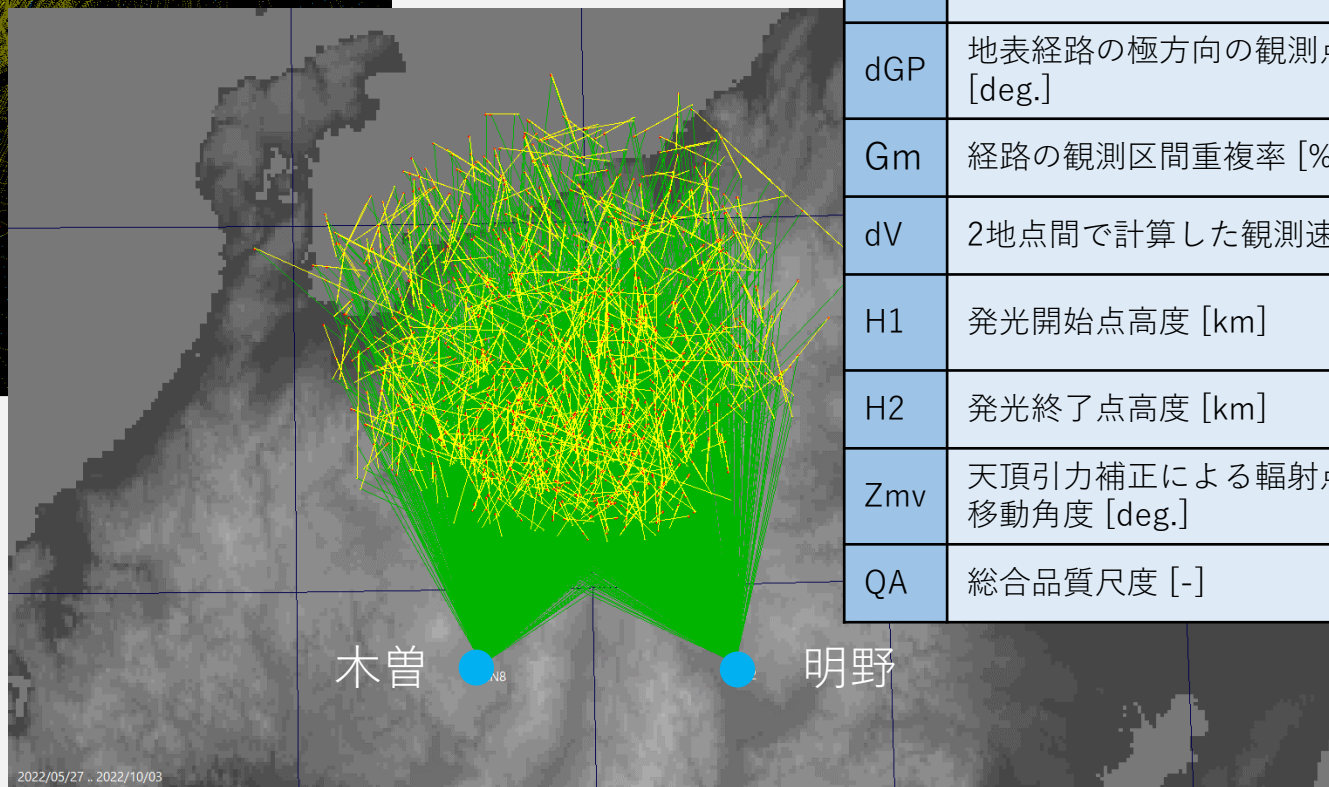 dGP
地表経路の極方向の観測
[deg.]
Gm
経路の観測区間重複率 [%
dV
2地点間で計算した観測速
H1
発光開始点高度 [km]
H2
発光終了点高度 [km]
Zmv
天頂引力補正による輻射点
移動角度 [deg.]
QA
総合品質尺度 [-]
木曽
N8
明野
2022/05/27 .. 2022/10/03